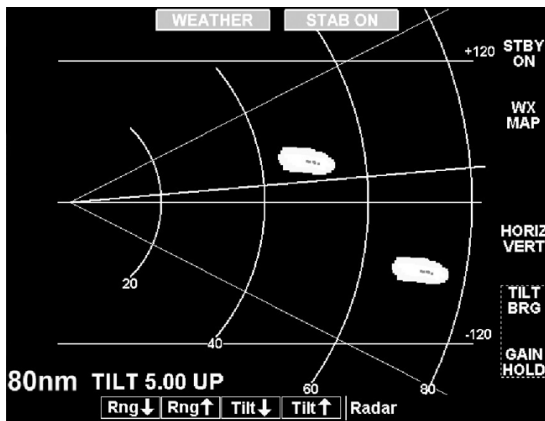 WEATHER STAB ON
+120
STBY
ON
WX
MAP
HORIZ
VERT
20
TILT
BRG
-120
40
GAIN
HOLD
80nm TILT 5.00 UP
60
80
Rng↓ Rng↑ Tilt↓ Tilt↑ Radar